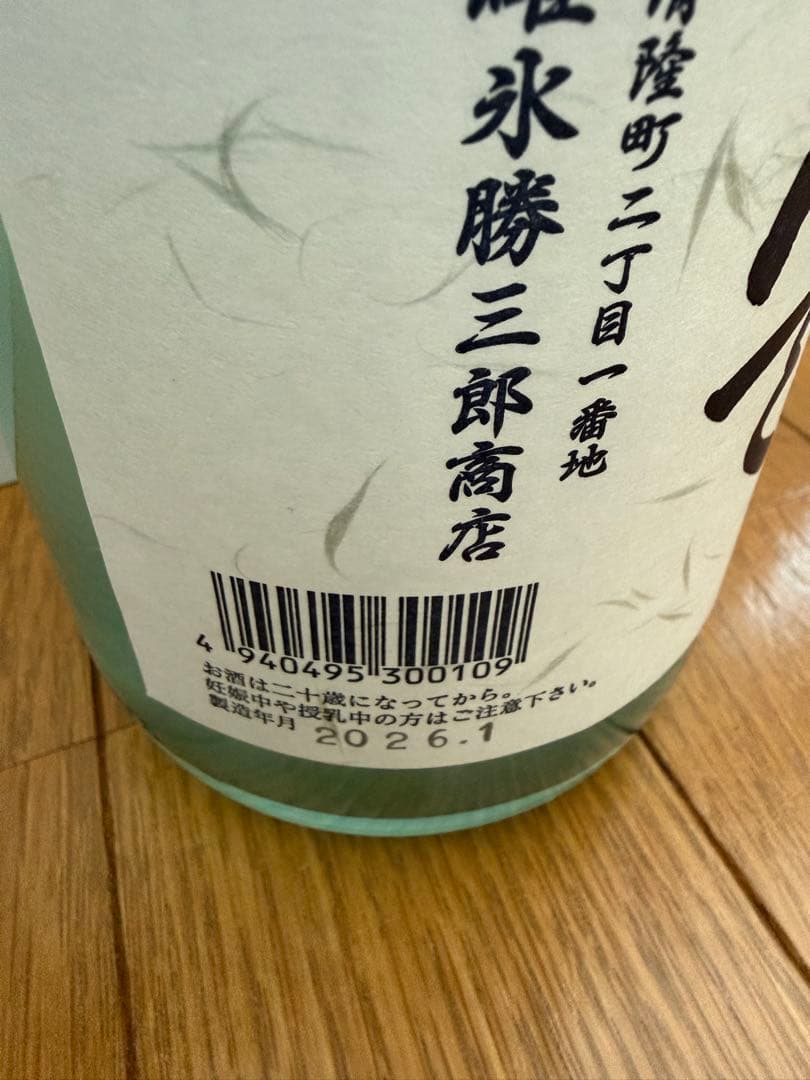 隆町二丁目一番地
氷勝三郎商店
4 940495 300109
お酒は二十歳になってから。
妊娠中や授乳中の方はご注意下さい。
製造年月 2026.1